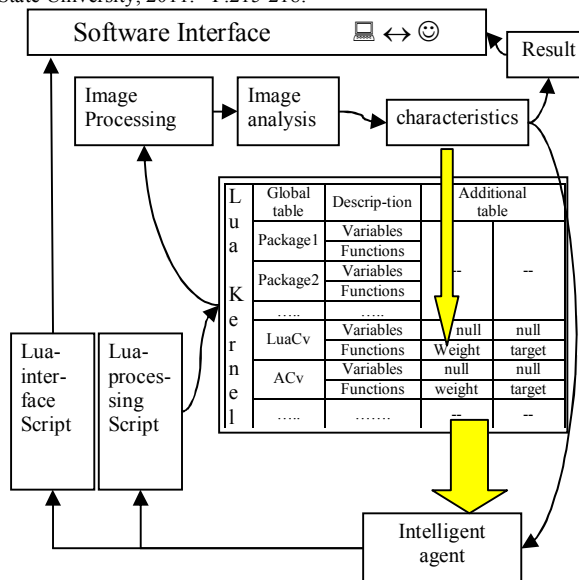 State University, 2011. P.213-218.
Software Interface 💻 ↔ ☺
Result
Image
Processing
Image
analysis
characteristics
Lua Kernel
Global
table
Descrip-tion
Additional
table
Package1
Variables
Functions
--
--
Package2
Variables
Functions
…..
…..
LuaCv
Variables
null
null
Functions
Weight
target
ACv
Variables
null
null
Functions
weight
target
…..
…….
--
--
Lua-
inter-
face
Script
Lua-
proces-
sing
Script
Intelligent
agent